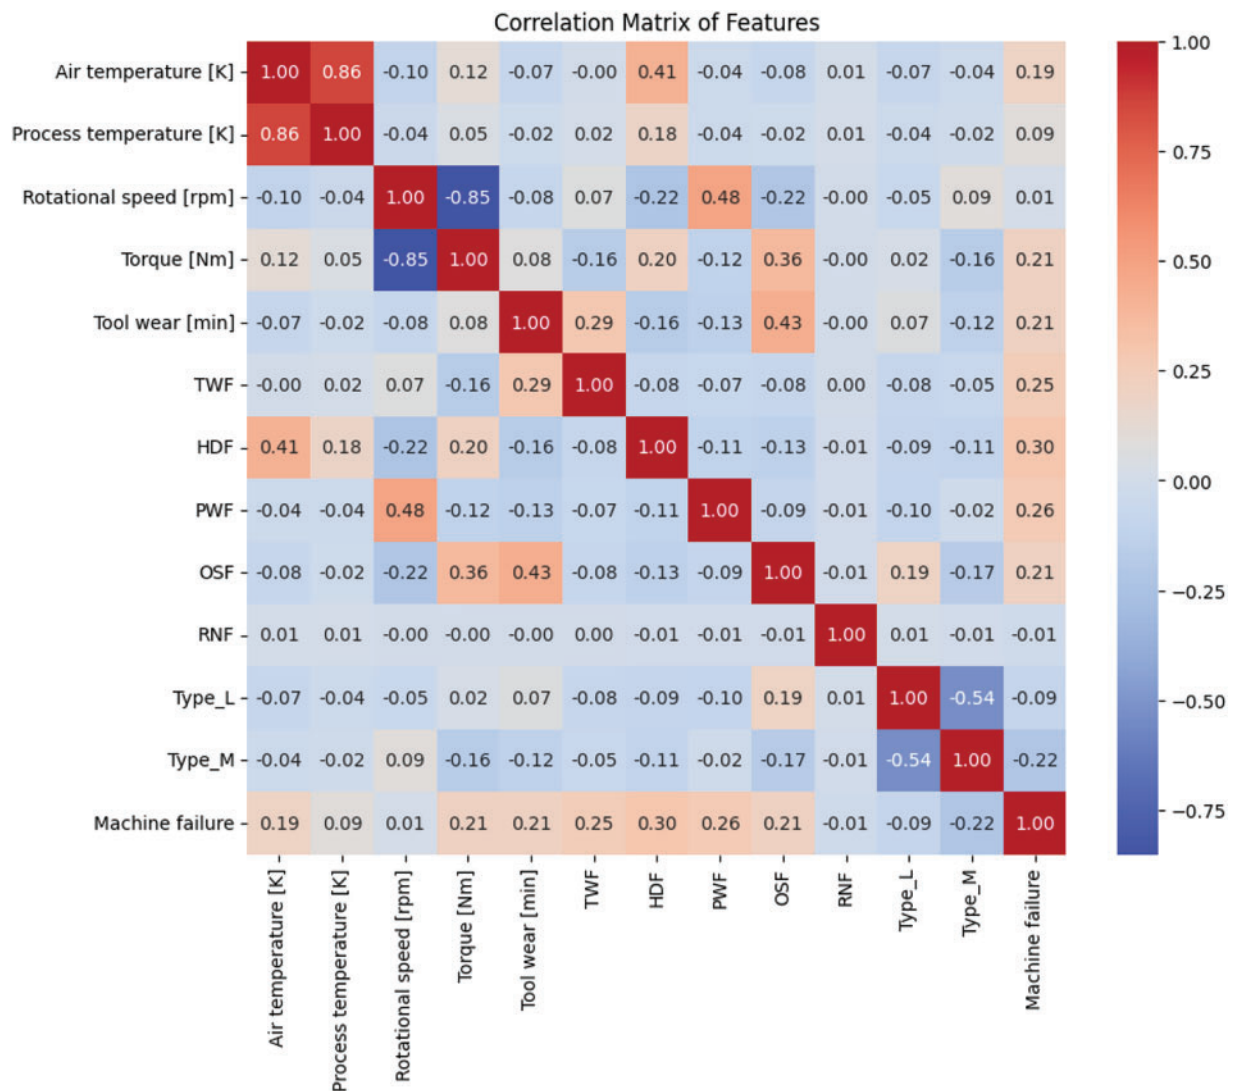 Correlation Matrix of Features
Air temperature [K] 1.00 0.86 -0.10 0.12 -0.07 -0.00 0.41 -0.04 -0.08 0.01 -0.07 -0.04 0.19
Process temperature [K] 0.86 1.00 -0.04 0.05 -0.02 0.02 0.18 -0.04 -0.02 0.01 -0.04 -0.02 0.09
Rotational speed [rpm] -0.10 -0.04 1.00 -0.85 -0.08 0.07 -0.22 0.48 -0.22 -0.00 -0.05 0.09 0.01
Torque [Nm] 0.12 0.05 -0.85 1.00 0.08 -0.16 0.20 -0.12 0.36 -0.00 0.02 -0.16 0.21
Tool wear [min] -0.07 -0.02 -0.08 0.08 1.00 0.29 -0.16 -0.13 0.43 -0.00 0.07 -0.12 0.21
TWF -0.00 0.02 0.07 -0.16 0.29 1.00 -0.08 -0.07 -0.08 0.00 -0.08 -0.05 0.25
HDF 0.41 0.18 -0.22 0.20 -0.16 -0.08 1.00 -0.11 -0.13 -0.01 -0.09 -0.11 0.30
PWF -0.04 -0.04 0.48 -0.12 -0.13 -0.07 -0.11 1.00 -0.09 -0.01 -0.10 -0.02 0.26
OSF -0.08 -0.02 -0.22 0.36 0.43 -0.08 -0.13 -0.09 1.00 -0.01 0.19 -0.17 0.21
RNF 0.01 0.01 -0.00 -0.00 -0.00 0.00 -0.01 -0.01 -0.01 1.00 0.01 -0.01 -0.01
Type_L -0.07 -0.04 -0.05 0.02 0.07 -0.08 -0.09 -0.10 0.19 0.01 1.00 -0.54 -0.09
Type_M -0.04 -0.02 0.09 -0.16 -0.12 -0.05 -0.11 -0.02 -0.17 -0.01 -0.54 1.00 -0.22
Machine failure 0.19 0.09 0.01 0.21 0.21 0.25 0.30 0.26 0.21 -0.01 -0.09 -0.22 1.00
Air temperature [K]
Process temperature [K]
Rotational speed [rpm]
Torque [Nm]
Tool wear [min]
TWF
HDF
PWF
OSF
RNF
Type_L
Type_M
Machine failure
1.00
0.75
0.50
0.25
0.00
−0.25
−0.50
−0.75